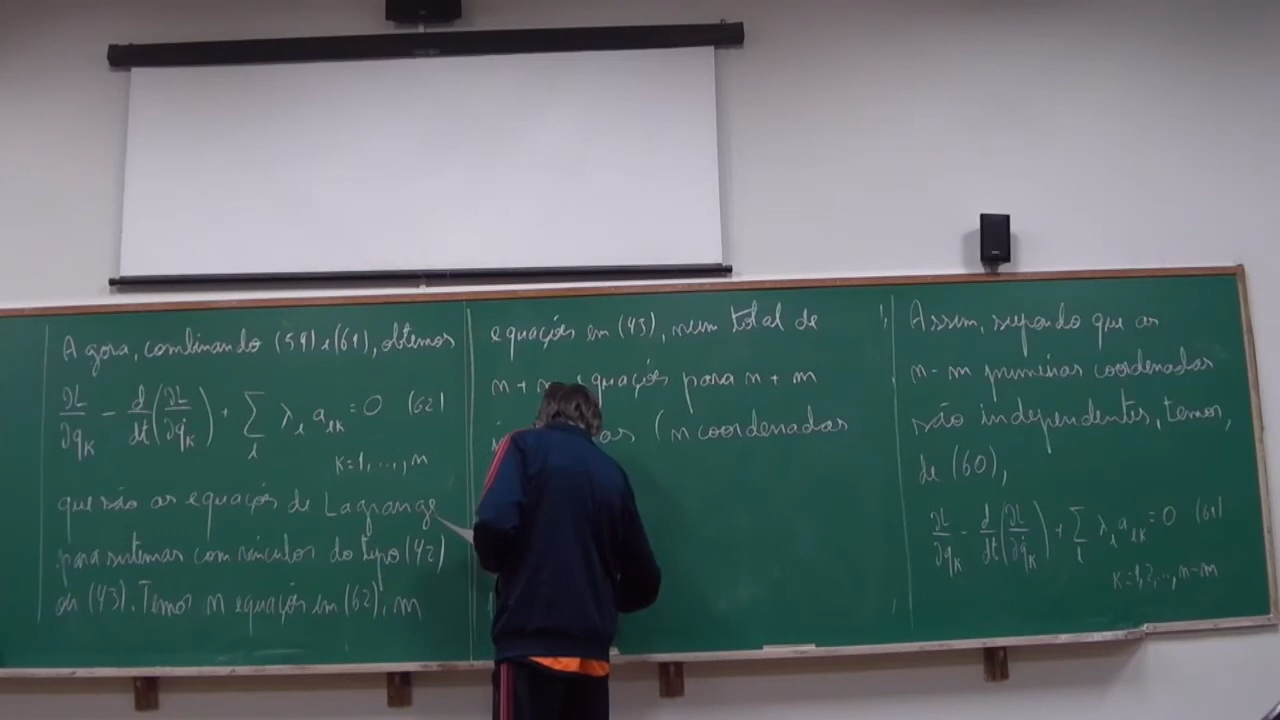 Agora, combinando (59) e (61), obtemos
∂L/∂q_k - d/dt(∂L/∂q̇_k) + ∑_l λ_l a_lk = 0 (62)
k=1,...,n
que são as equações de Lagrange
para sistemas com vínculos do tipo (42)
ou (43). Temos n equações em (62), m
equações em (43), num total de
n + equações para n + m
(n coordenadas
Assim, supondo que as
n-m primeiras coordenadas
são independentes, temos,
de (60),
∂L/∂q_k - d/dt(∂L/∂q̇_k) + ∑_l λ_l a_lk = 0 (61)
k=1,2,...,n-m